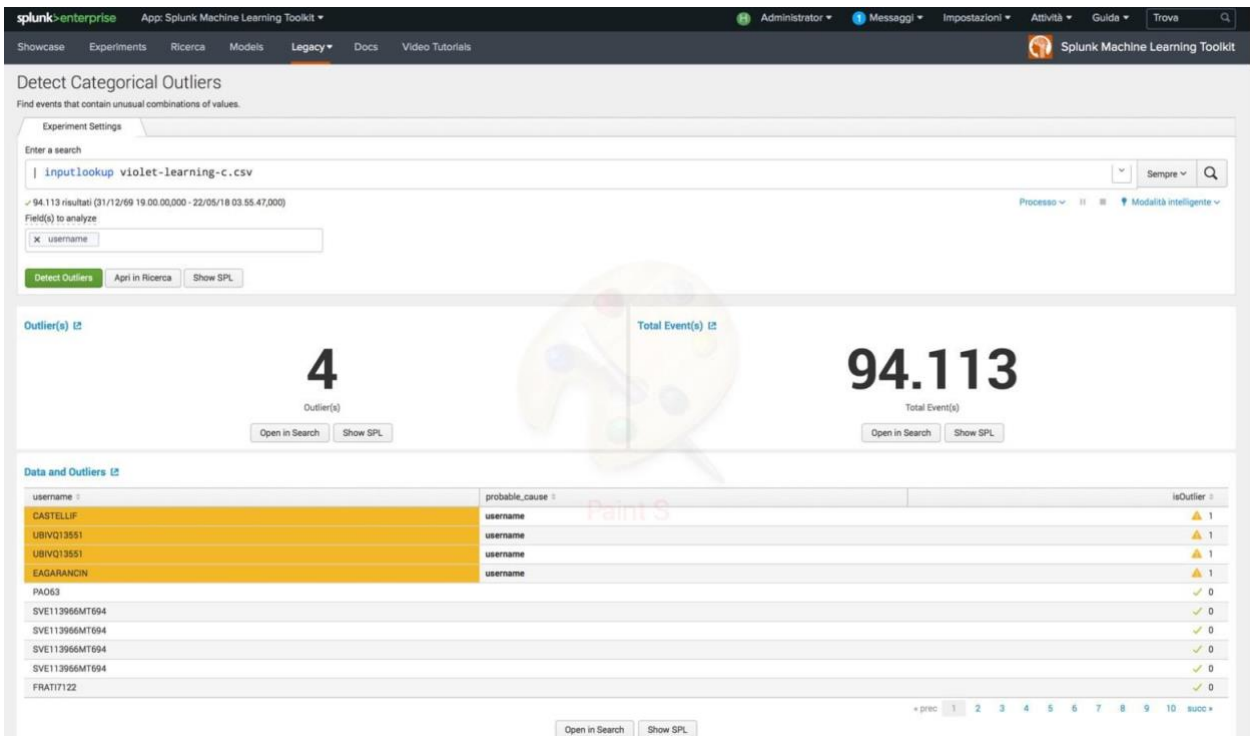 splunk>enterprise App: Splunk Machine Learning Toolkit Administrator 1 Messaggi Impostazioni Attività Guida Trova
Showcase Experiments Ricerca Models Legacy Docs Video Tutorials Splunk Machine Learning Toolkit
Detect Categorical Outliers
Find events that contain unusual combinations of values.
Experiment Settings
Enter a search
| inputlookup violet-learning-c.csv Sempre
94.113 risultati (31/12/69 19.00.00,000 - 22/05/18 03.55.47,000) Processo Modalità intelligente
Field(s) to analyze
x username
Detect Outliers Apri in Ricerca Show SPL
Outlier(s) Total Event(s)
4 94.113
Outlier(s) Total Event(s)
Open in Search Show SPL Open in Search Show SPL
Data and Outliers
username probable_cause isOutlier
CASTELLIF username 1
UBIVQ13551 username 1
UBIVQ13551 username 1
EAGARANCIN username 1
Paint S
PAO63 0
SVE113966MT694 0
SVE113966MT694 0
SVE113966MT694 0
SVE113966MT694 0
FRATI7122 0
« prec 1 2 3 4 5 6 7 8 9 10 succ »
Open in Search Show SPL